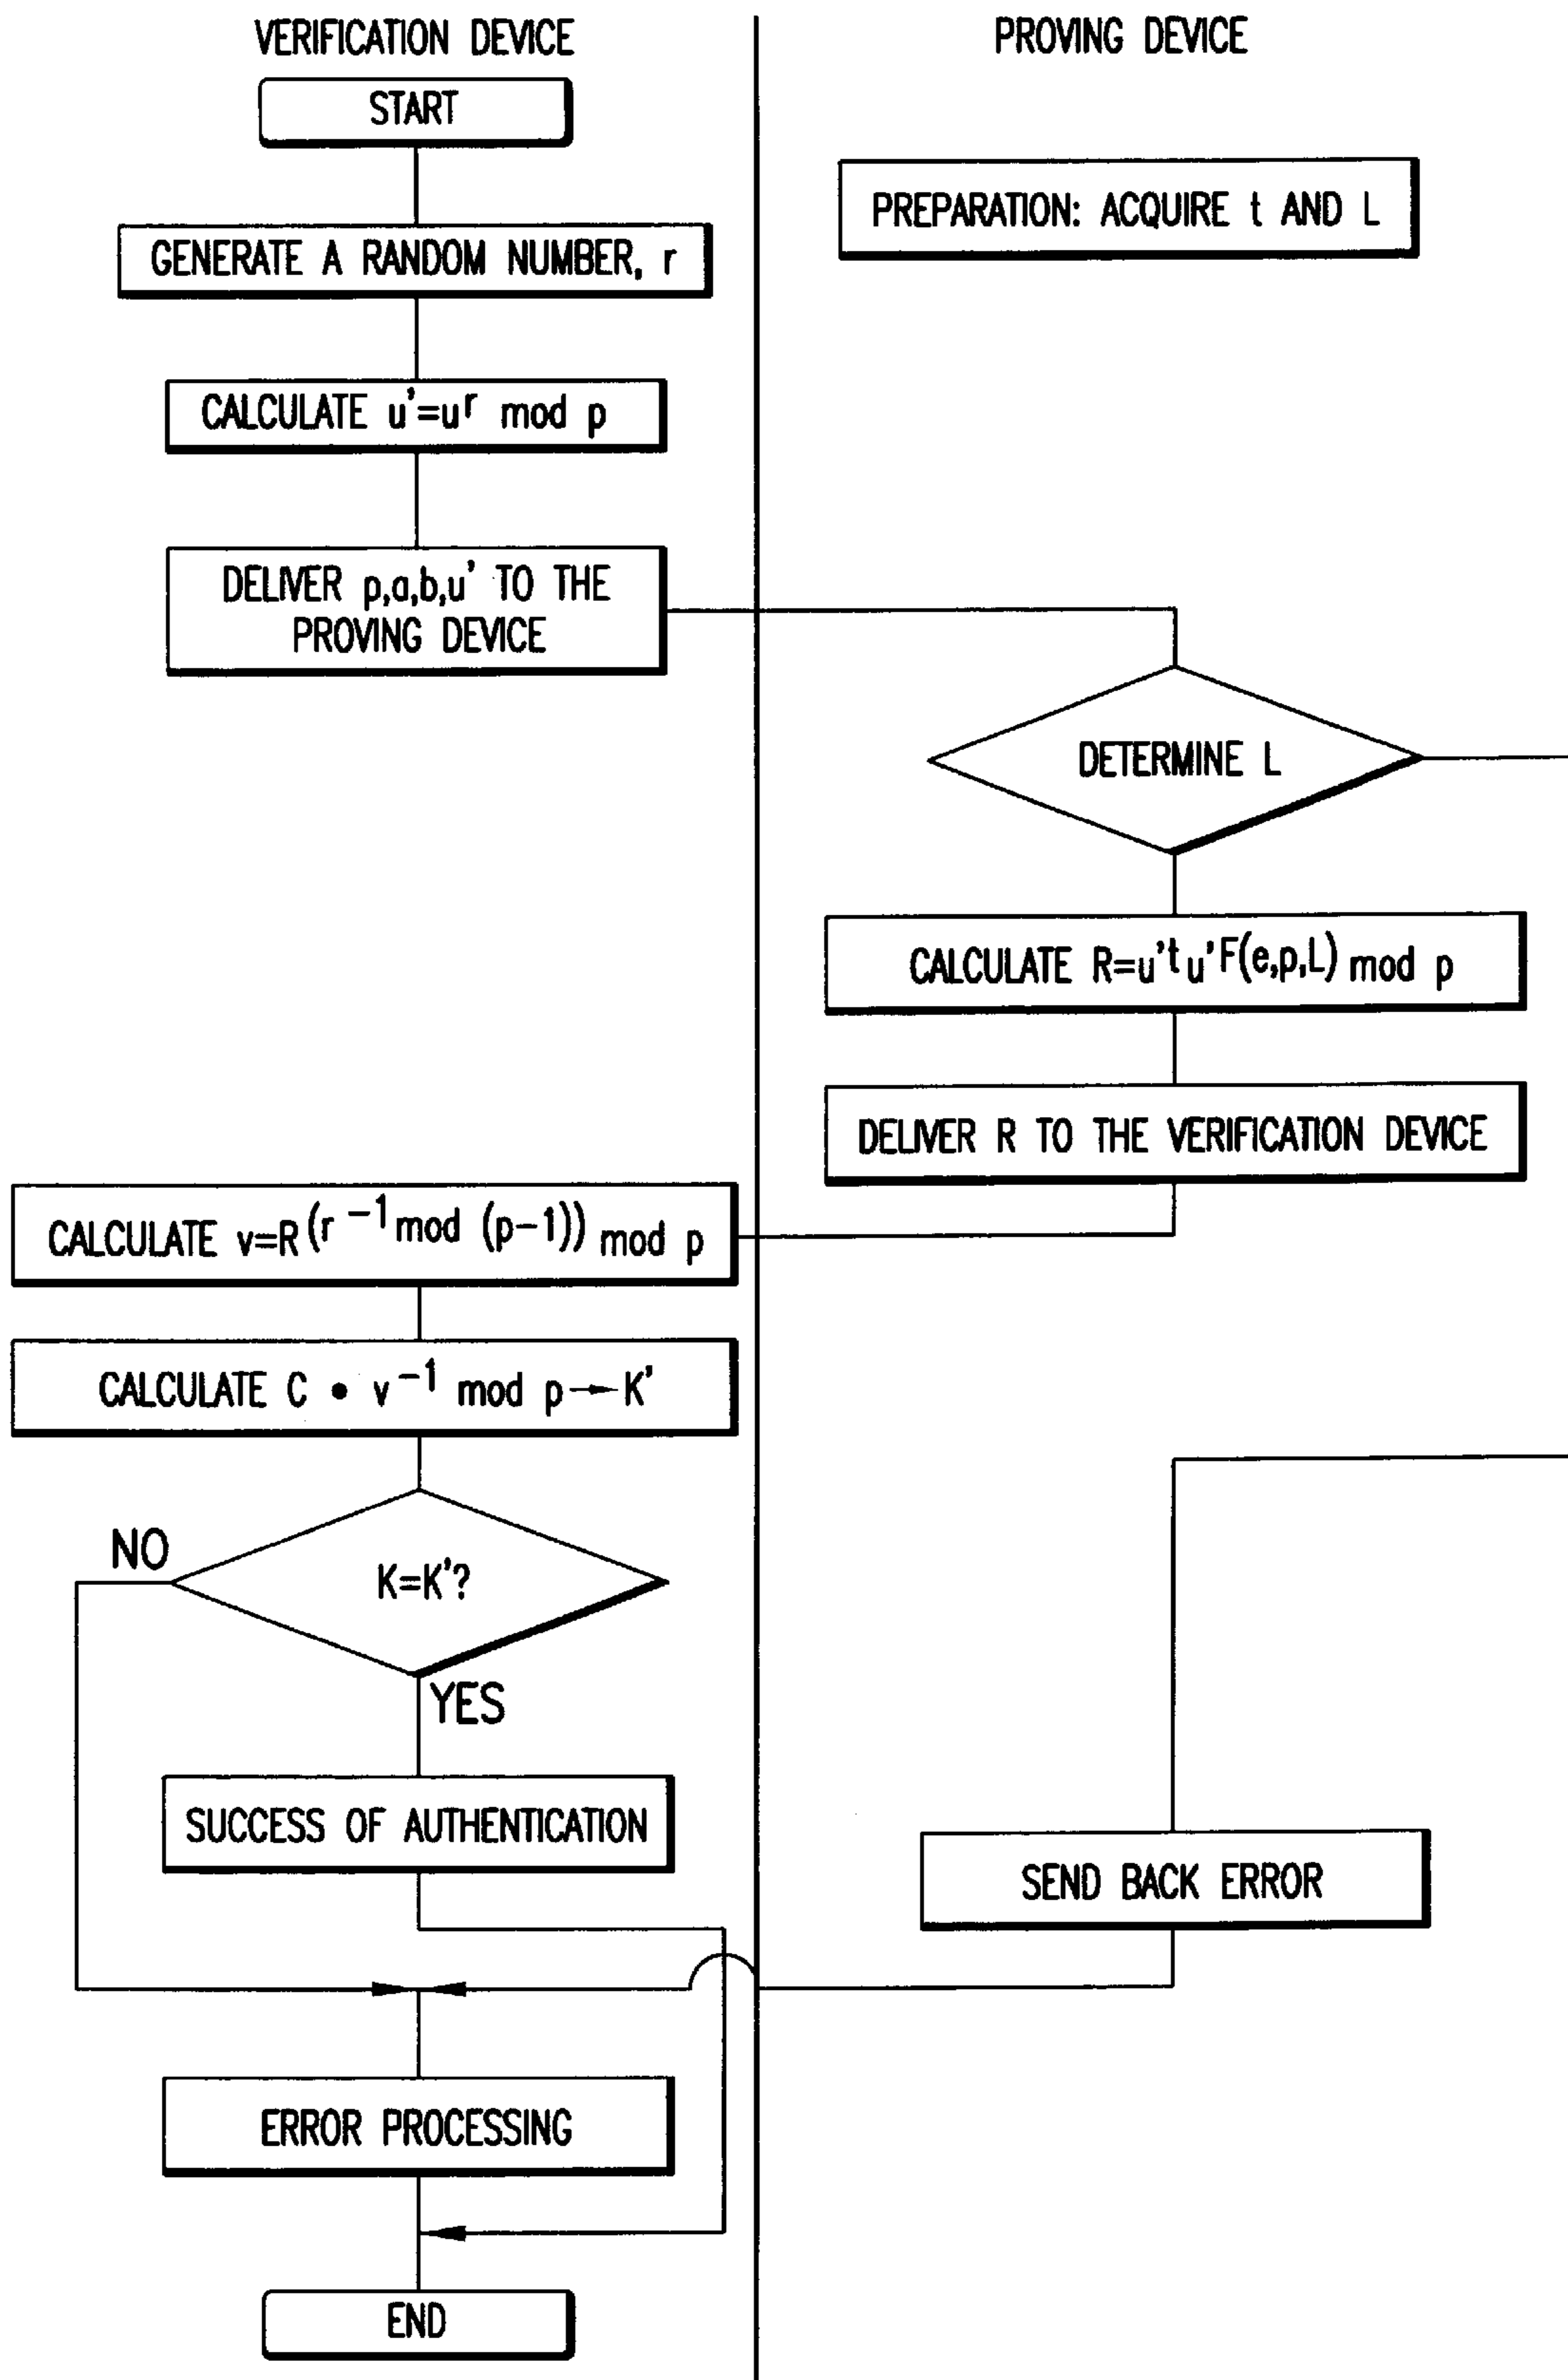 VERIFICATION DEVICE
PROVING DEVICE
START
PREPARATION: ACQUIRE t AND L
GENERATE A RANDOM NUMBER, r
CALCULATE u'=u^r mod p
DELIVER p,a,b,u' TO THE
PROVING DEVICE
DETERMINE L
CALCULATE R=u'^t u'^F(e,p,L) mod p
DELIVER R TO THE VERIFICATION DEVICE
CALCULATE v=R^(r^-1 mod (p-1)) mod p
CALCULATE C • v^-1 mod p → K'
NO
K=K'?
YES
SUCCESS OF AUTHENTICATION
SEND BACK ERROR
ERROR PROCESSING
END